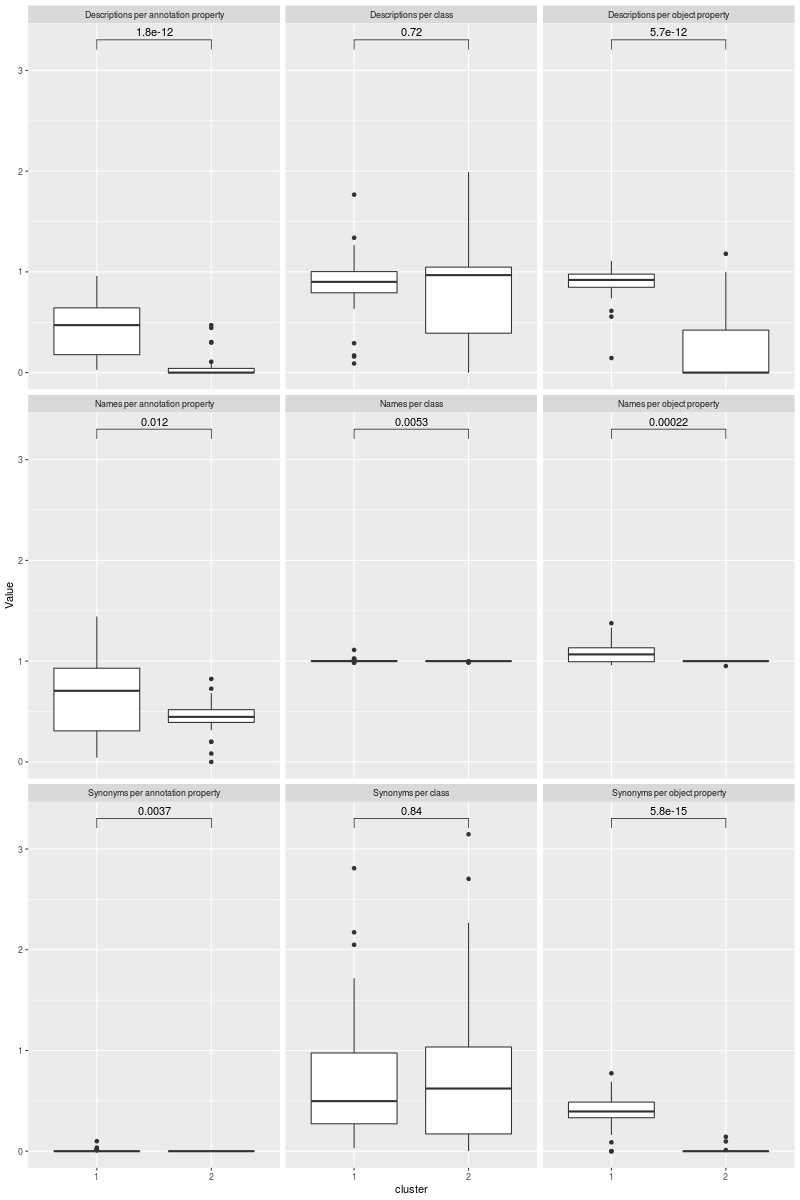 Descriptions per annotation property
Descriptions per class
Descriptions per object property
1.8e-12
0.72
5.7e-12
3
2
1
0
Names per annotation property
Names per class
Names per object property
0.012
0.0053
0.00022
3
2
1
0
Value
Synonyms per annotation property
Synonyms per class
Synonyms per object property
0.0037
0.84
5.8e-15
3
2
1
0
1 2
1 2
1 2
cluster